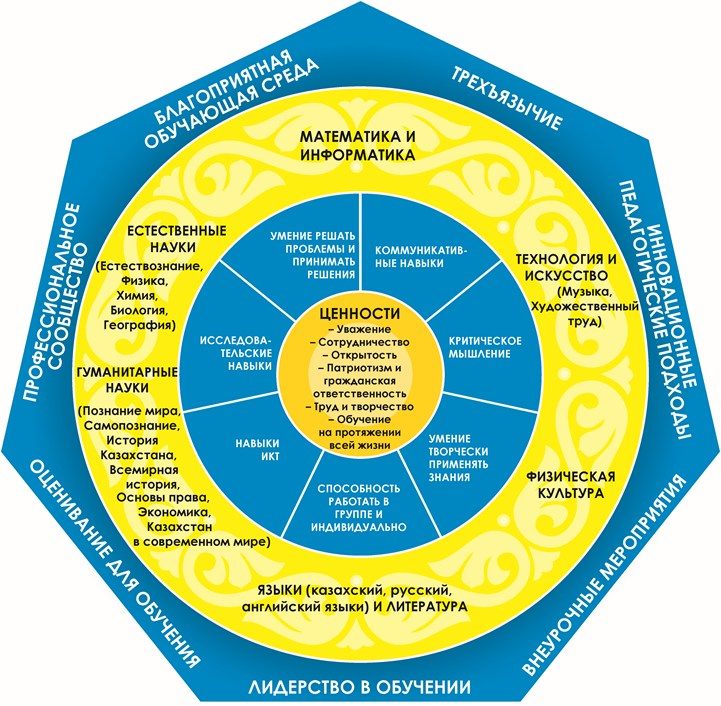 БЛАГОПРИЯТНАЯ
ОБУЧАЮЩАЯ СРЕДА
ТРЕХЪЯЗЫЧИЕ
ИННОВАЦИОННЫЕ
ПЕДАГОГИЧЕСКИЕ ПОДХОДЫ
ВНЕУРОЧНЫЕ МЕРОПРИЯТИЯ
ЛИДЕРСТВО В ОБУЧЕНИИ
ОЦЕНИВАНИЕ ДЛЯ ОБУЧЕНИЯ
ПРОФЕССИОНАЛЬНОЕ
СООБЩЕСТВО
МАТЕМАТИКА И
ИНФОРМАТИКА
ТЕХНОЛОГИЯ И
ИСКУССТВО
(Музыка,
Художественный
труд)
ФИЗИЧЕСКАЯ
КУЛЬТУРА
ЯЗЫКИ (казахский, русский,
английский языки) И ЛИТЕРАТУРА
ГУМАНИТАРНЫЕ
НАУКИ
(Познание мира,
Самопознание,
История
Казахстана,
Всемирная
история,
Основы права,
Экономика,
Казахстан
в современном мире)
ЕСТЕСТВЕННЫЕ
НАУКИ
(Естествознание,
Физика,
Химия,
Биология,
География)
УМЕНИЕ РЕШАТЬ
ПРОБЛЕМЫ И
ПРИНИМАТЬ
РЕШЕНИЯ
КОММУНИКАТИВ-
НЫЕ НАВЫКИ
КРИТИЧЕСКОЕ
МЫШЛЕНИЕ
УМЕНИЕ
ТВОРЧЕСКИ
ПРИМЕНЯТЬ
ЗНАНИЯ
СПОСОБНОСТЬ
РАБОТАТЬ В
ГРУППЕ И
ИНДИВИДУАЛЬНО
НАВЫКИ
ИКТ
ИССЛЕДОВА-
ТЕЛЬСКИЕ
НАВЫКИ
ЦЕННОСТИ
– Уважение
– Сотрудничество
– Открытость
– Патриотизм и
гражданская
ответственность
– Труд и творчество
– Обучение
на протяжении
всей жизни